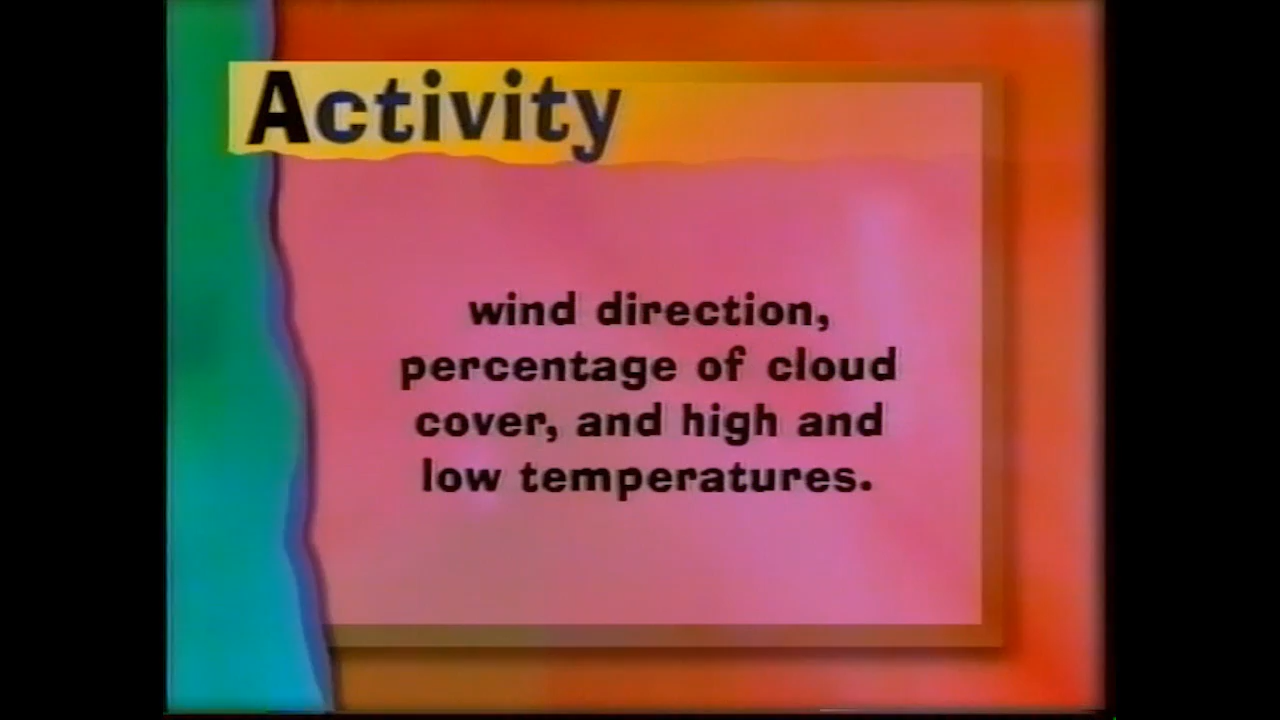 Activity
wind direction,
percentage of cloud
cover, and high and
low temperatures.